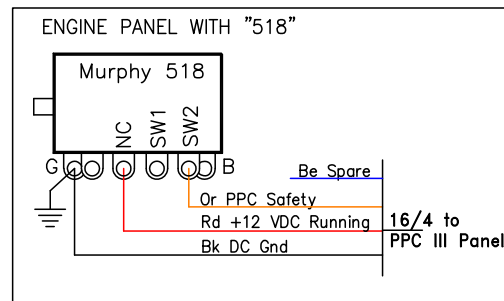 ENGINE PANEL WITH "518"
Murphy 518
NC
SW1
SW2
G
B
Be Spare
Or PPC Safety
Rd +12 VDC Running
16/4 to
PPC III Panel
Bk DC Gnd